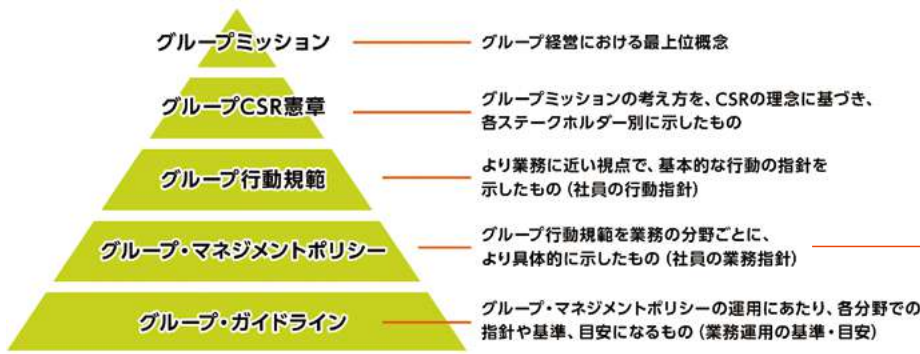 グループミッション
グループ経営における最上位概念
グループCSR憲章
グループミッションの考え方を、CSRの理念に基づき、
各ステークホルダー別に示したもの
グループ行動規範
より業務に近い視点で、基本的な行動の指針を
示したもの（社員の行動指針）
グループ・マネジメントポリシー
グループ行動規範を業務の分野ごとに、
より具体的に示したもの（社員の業務指針）
グループ・ガイドライン
グループ・マネジメントポリシーの運用にあたり、各分野での
指針や基準、目安になるもの（業務運用の基準・目安）